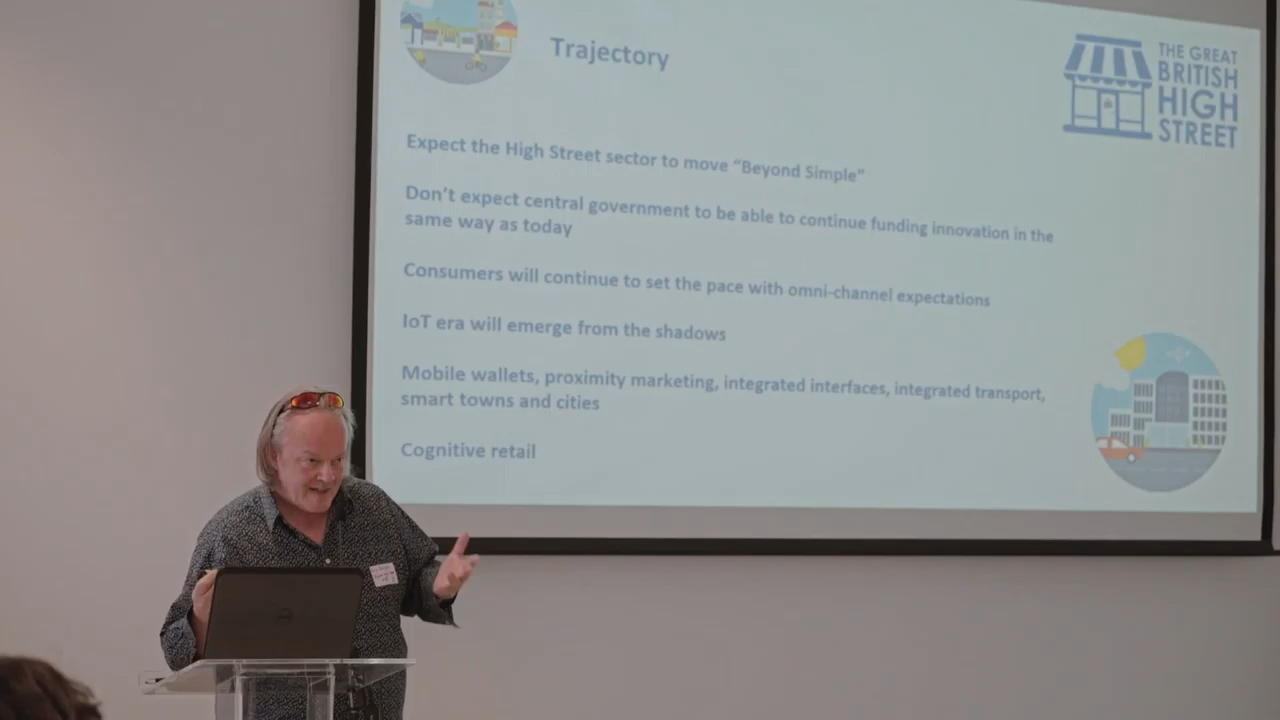 Trajectory
THE GREAT
BRITISH
HIGH
STREET
Expect the High Street sector to move “Beyond Simple”
Don’t expect central government to be able to continue funding innovation in the
same way as today
Consumers will continue to set the pace with omni-channel expectations
IoT era will emerge from the shadows
Mobile wallets, proximity marketing, integrated interfaces, integrated transport,
smart towns and cities
Cognitive retail